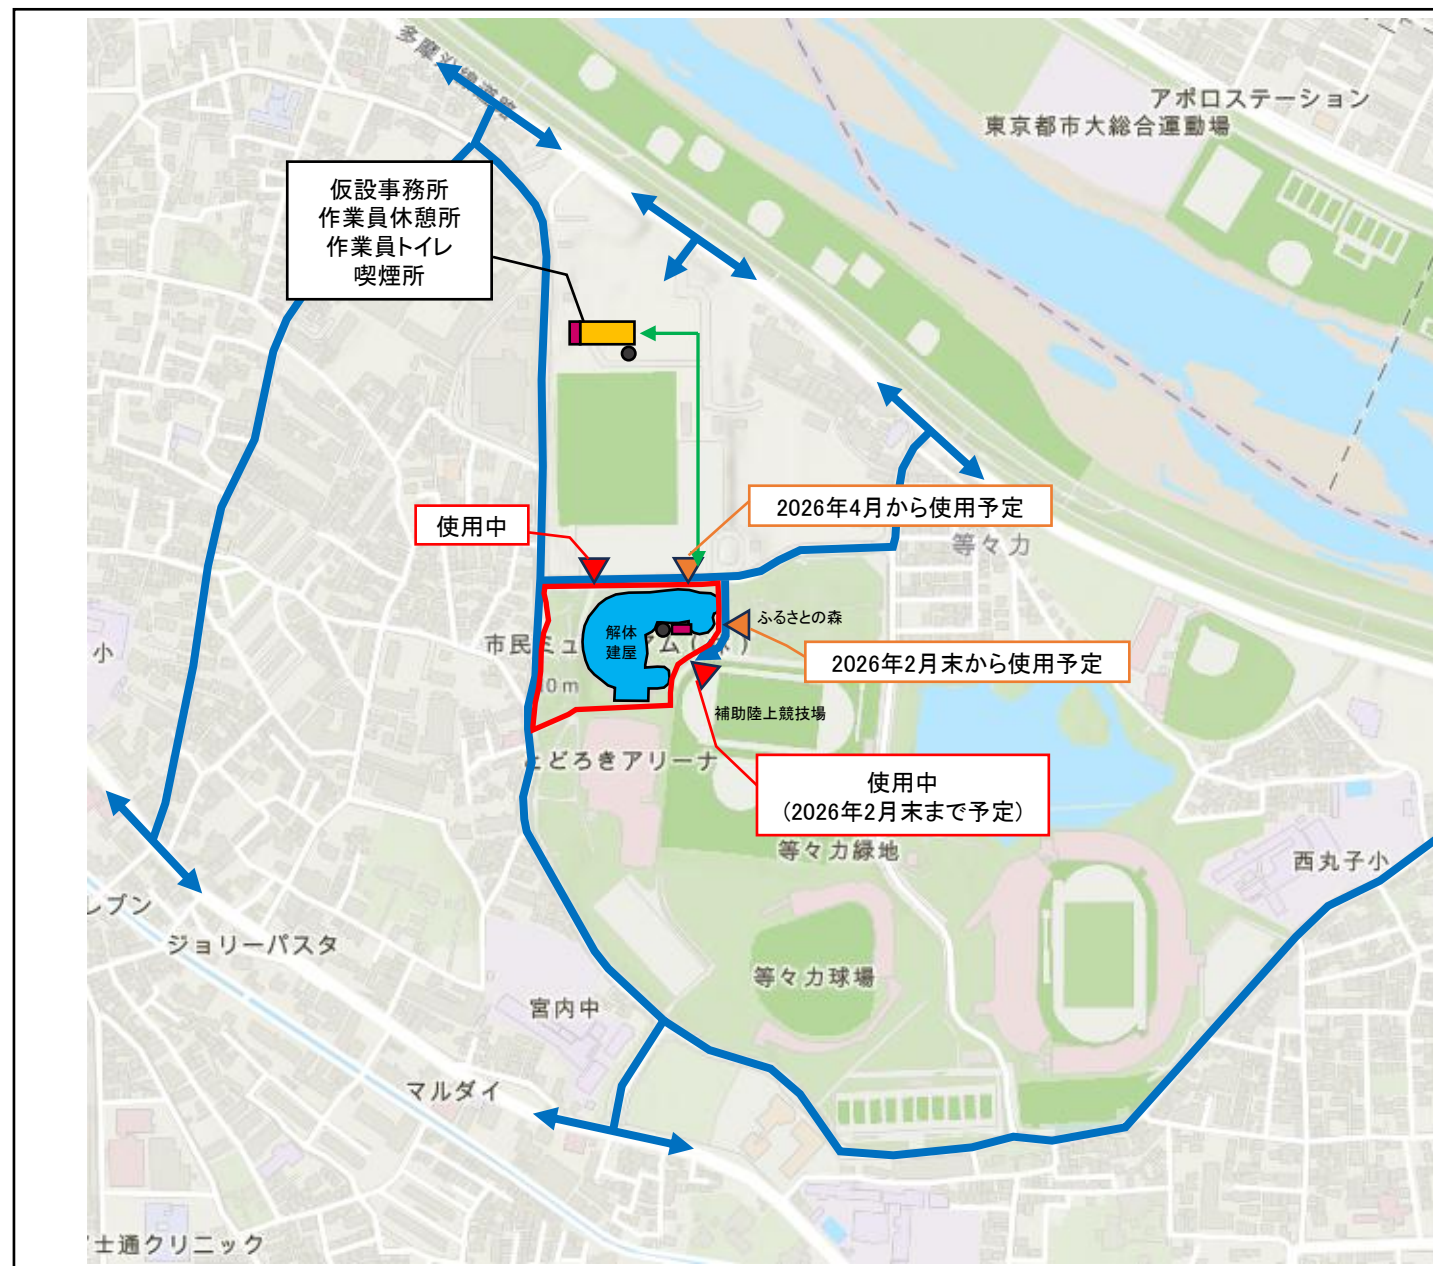 多摩沿線道路
アポロステーション
東京都市大総合運動場
仮設事務所
作業員休憩所
作業員トイレ
喫煙所
2026年4月から使用予定
使用中
等々力
ふるさとの森
解体
建屋
市民ミュ
ム(
小
2026年2月末から使用予定
10m
補助陸上競技場
とどろきアリーナ
使用中
(2026年2月末まで予定)
等々力緑地
西丸子小
レブン
ジョリーパスタ
等々力球場
宮内中
マルダイ
士通クリニック